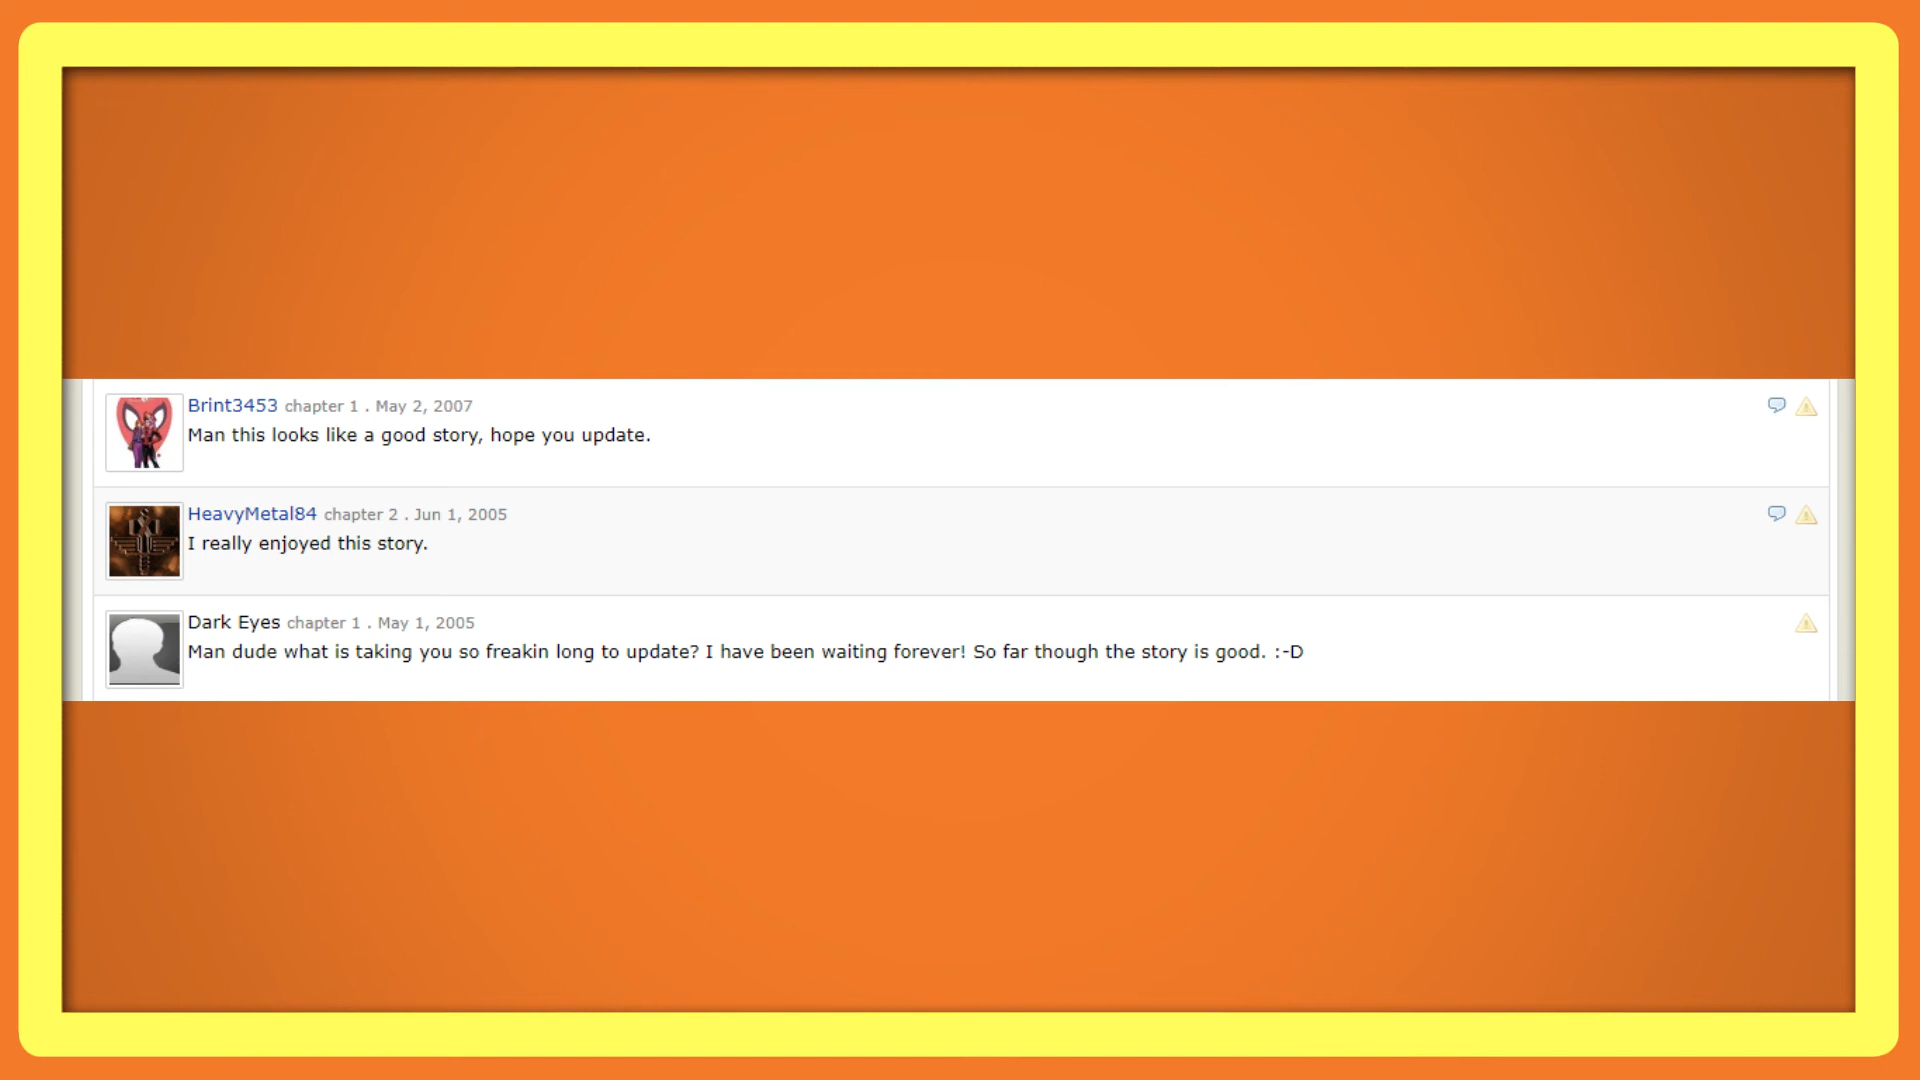 Brint3453 chapter 1 . May 2, 2007
Man this looks like a good story, hope you update.
HeavyMetal84 chapter 2 . Jun 1, 2005
I really enjoyed this story.
Dark Eyes chapter 1 . May 1, 2005
Man dude what is taking you so freakin long to update? I have been waiting forever! So far though the story is good. :-D